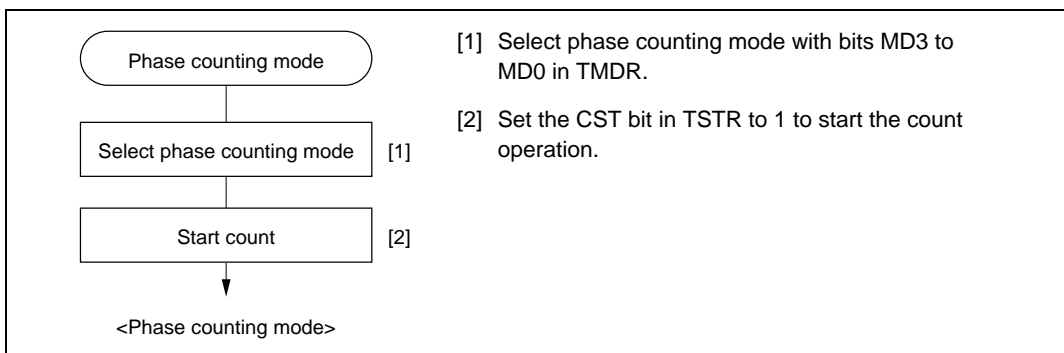 Phase counting mode
Select phase counting mode [1]
Start count [2]
<Phase counting mode>
[1] Select phase counting mode with bits MD3 to
MD0 in TMDR.
[2] Set the CST bit in TSTR to 1 to start the count
operation.